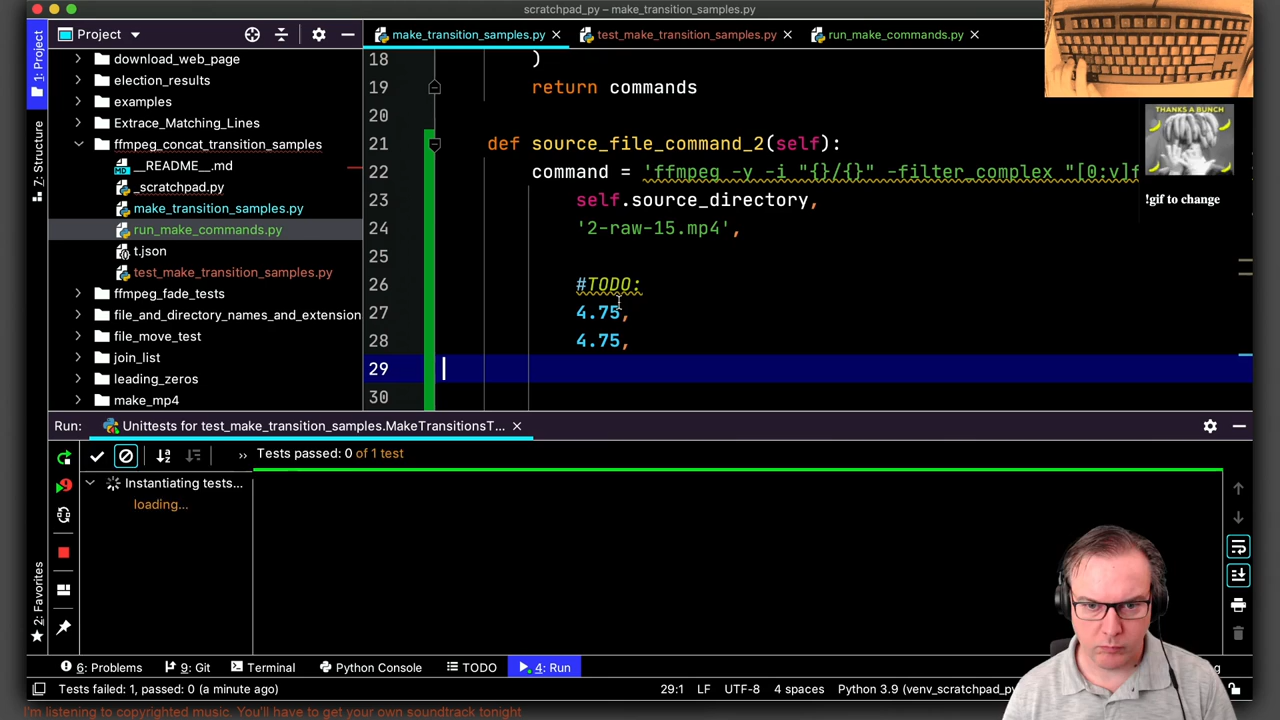 scratchpad_py – make_transition_samples.py
Project
make_transition_samples.py
test_make_transition_samples.py
run_make_commands.py
1: Project
7: Structure
2: Favorites
download_web_page
election_results
examples
Extrace_Matching_Lines
ffmpeg_concat_transition_samples
__README__.md
_scratchpad.py
make_transition_samples.py
run_make_commands.py
t.json
test_make_transition_samples.py
ffmpeg_fade_tests
file_and_directory_names_and_extension
file_move_test
join_list
leading_zeros
make_mp4
18 )
19 return commands
20
21 def source_file_command_2(self):
22 command = 'ffmpeg -y -i "{}/{}" -filter_complex "[0:v]f
23 self.source_directory,
24 '2-raw-15.mp4',
25
26 #TODO:
27 4.75,
28 4.75,
29
30
THANKS A BUNCH
!gif to change
Run: Unittests for test_make_transition_samples.MakeTransitionsT...
Tests passed: 0 of 1 test
Instantiating tests...
loading...
6: Problems 9: Git Terminal Python Console TODO 4: Run
Tests failed: 1, passed: 0 (a minute ago) 29:1 LF UTF-8 4 spaces Python 3.9 (venv_scratchpad_py)
I'm listening to copyrighted music. You'll have to get your own soundtrack tonight